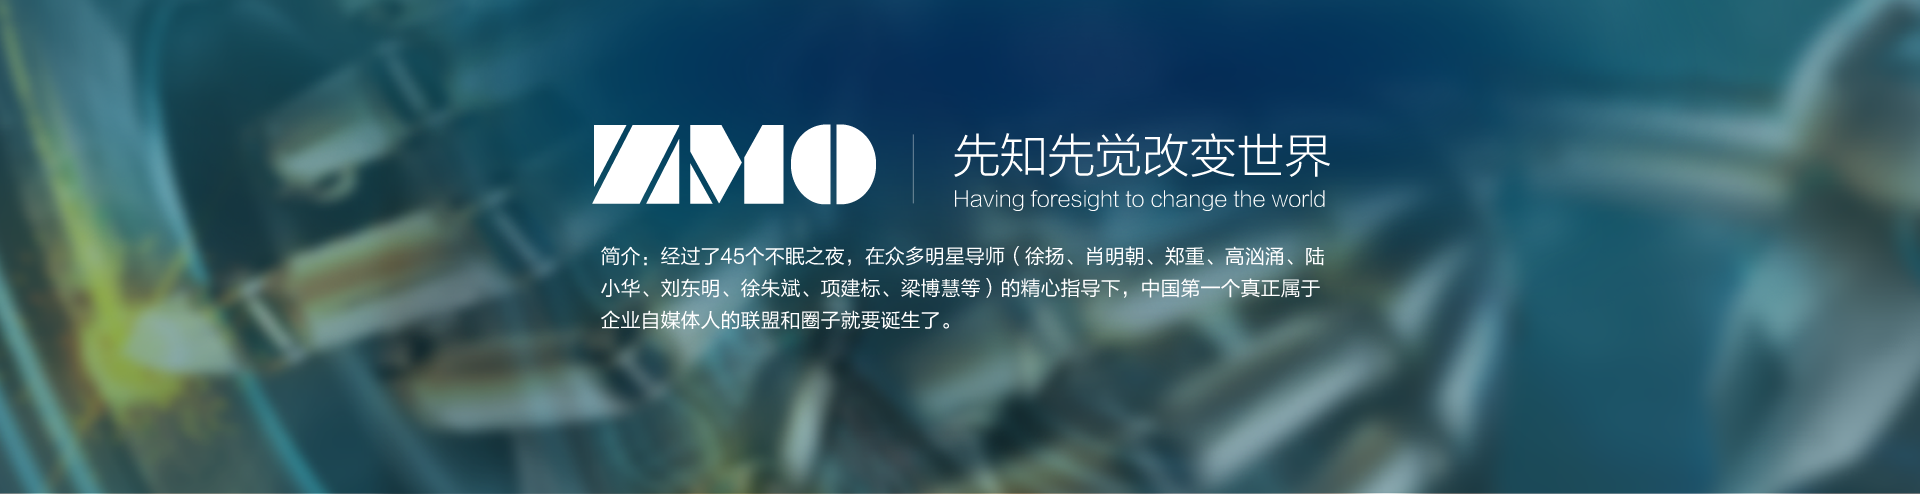 ZMO
先知先觉改变世界
Having foresight to change the world
简介：经过了45个不眠之夜，在众多明星导师（徐扬、肖明朝、郑重、高汹涌、陆
小华、刘东明、徐朱斌、项建标、梁博慧等）的精心指导下，中国第一个真正属于
企业自媒体人的联盟和圈子就要诞生了。